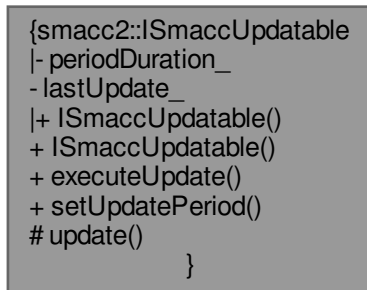 {smacc2::ISmaccUpdatable
|- periodDuration_
- lastUpdate_
|+ ISmaccUpdatable()
+ ISmaccUpdatable()
+ executeUpdate()
+ setUpdatePeriod()
# update()
}